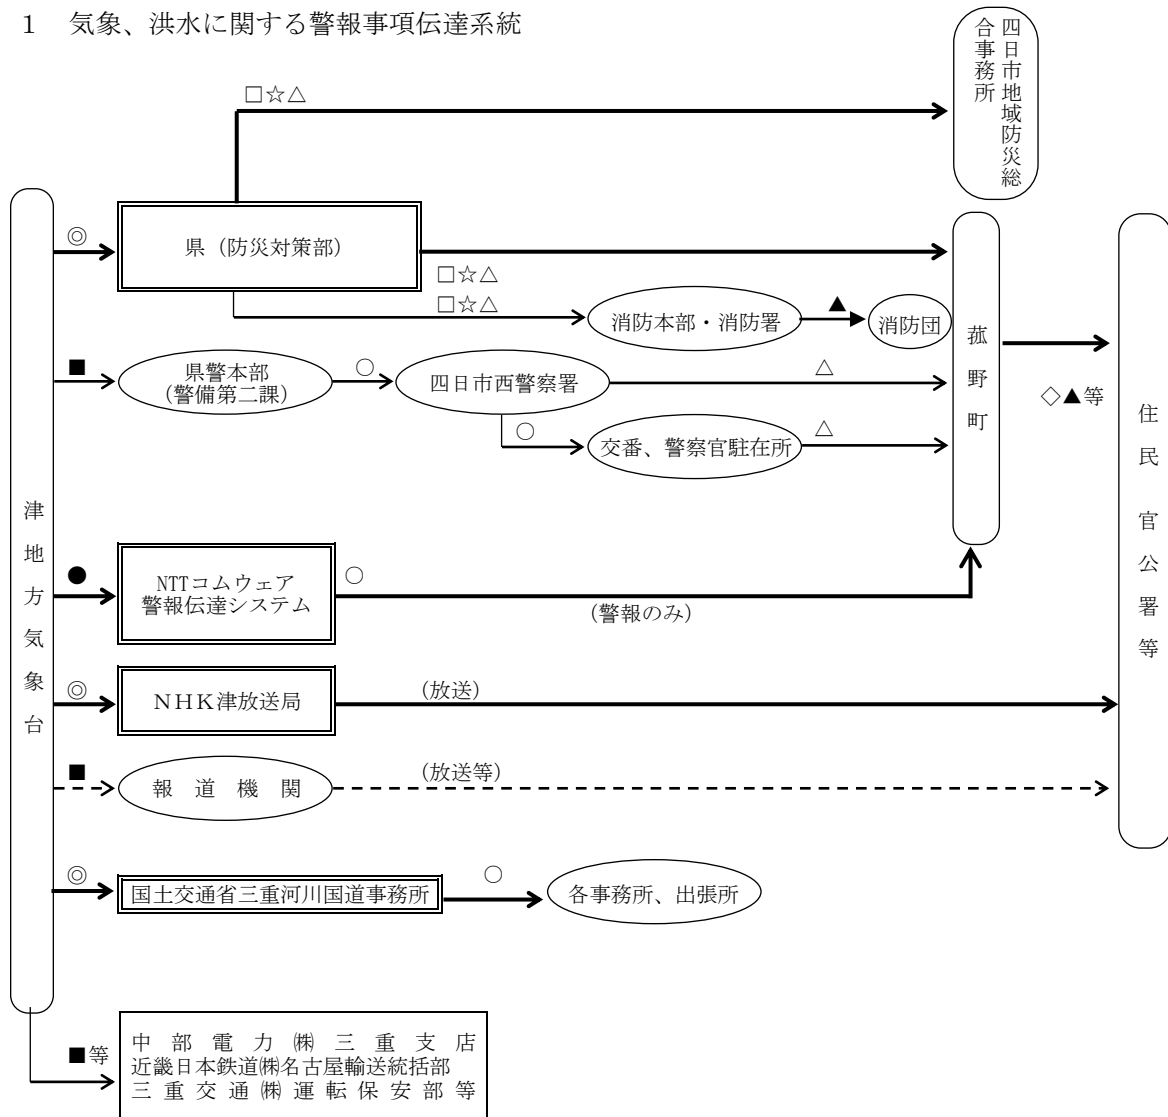 1　気象、洪水に関する警報事項伝達系統
四日市地域防災総
合事務所
□☆△
◎
県（防災対策部）
□☆△
□☆△
消防本部・消防署
▲
消防団
菰野町
◇▲等
住民　官公署等
津地方気象台
■
県警本部
（警備第二課）
○
四日市西警察署
△
○
交番、警察官駐在所
△
●
NTTコムウェア
警報伝達システム
○
（警報のみ）
◎
ＮＨＫ津放送局
（放送）
■
報　道　機　関
（放送等）
◎
国土交通省三重河川国道事務所
○
各事務所、出張所
■等
中部電力㈱三重支店
近畿日本鉄道㈱名古屋輸送統括部
三重交通㈱運転保安部等